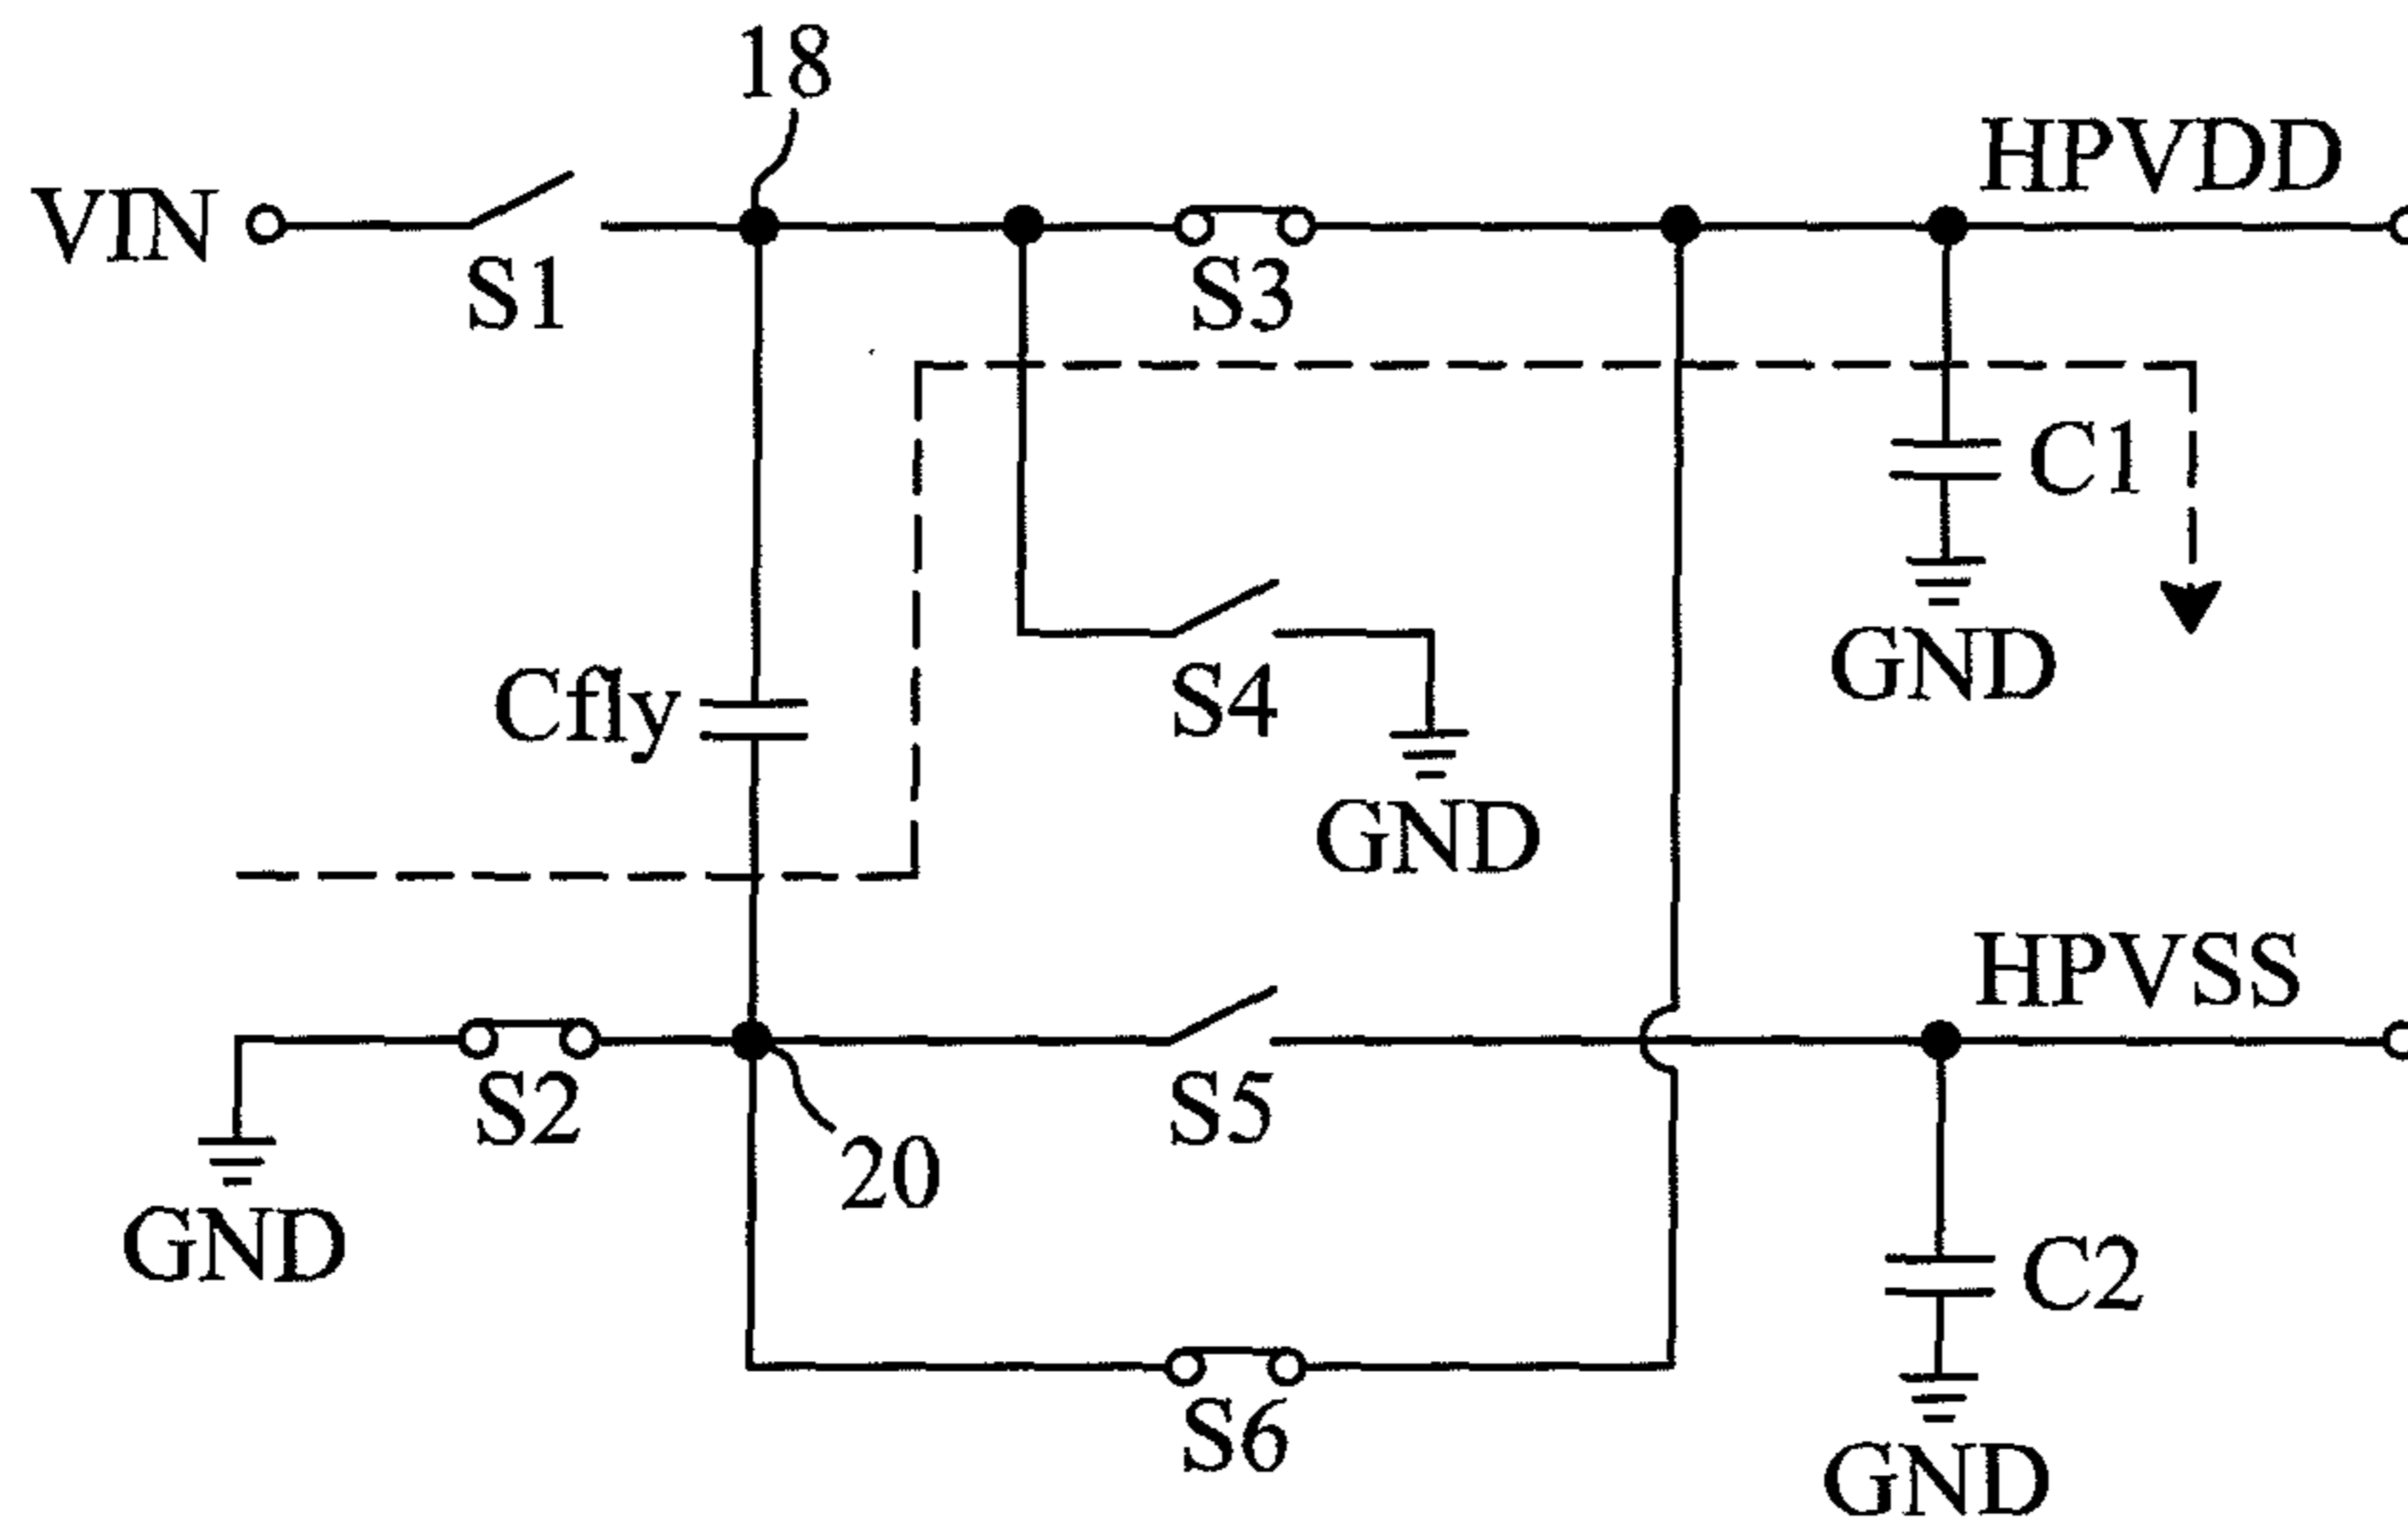 18
HPVDD
VIN
S1
S3
C1
GND
Cfly
S4
GND
HPVSS
S2
S5
20
GND
C2
S6
GND